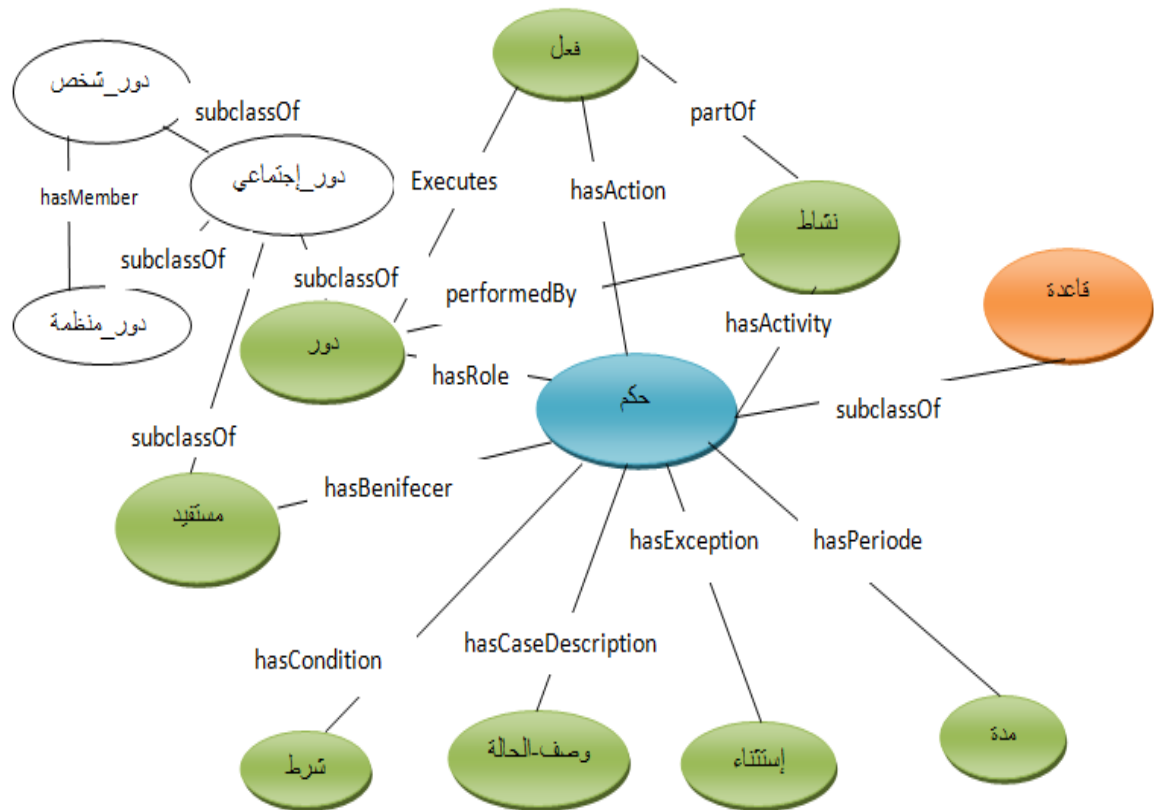 فعل
دور_شخص
subclassOf
partOf
دور_إجتماعي
Executes
hasAction
hasMember
نشاط
subclassOf
subclassOf
performedBy
قاعدة
دور_منظمة
دور
hasActivity
hasRole
حكم
subclassOf
subclassOf
hasBenifecer
مستفيد
hasException
hasPeriode
hasCondition
hasCaseDescription
شرط
وصف-الحالة
إستثناء
مدة